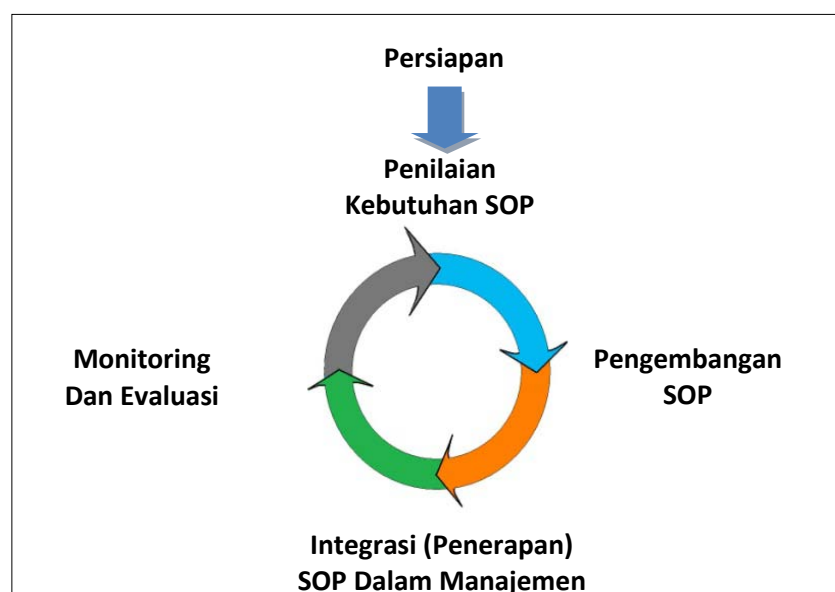 Persiapan
Penilaian
Kebutuhan SOP
Monitoring
Dan Evaluasi
Pengembangan
SOP
Integrasi (Penerapan)
SOP Dalam Manajemen